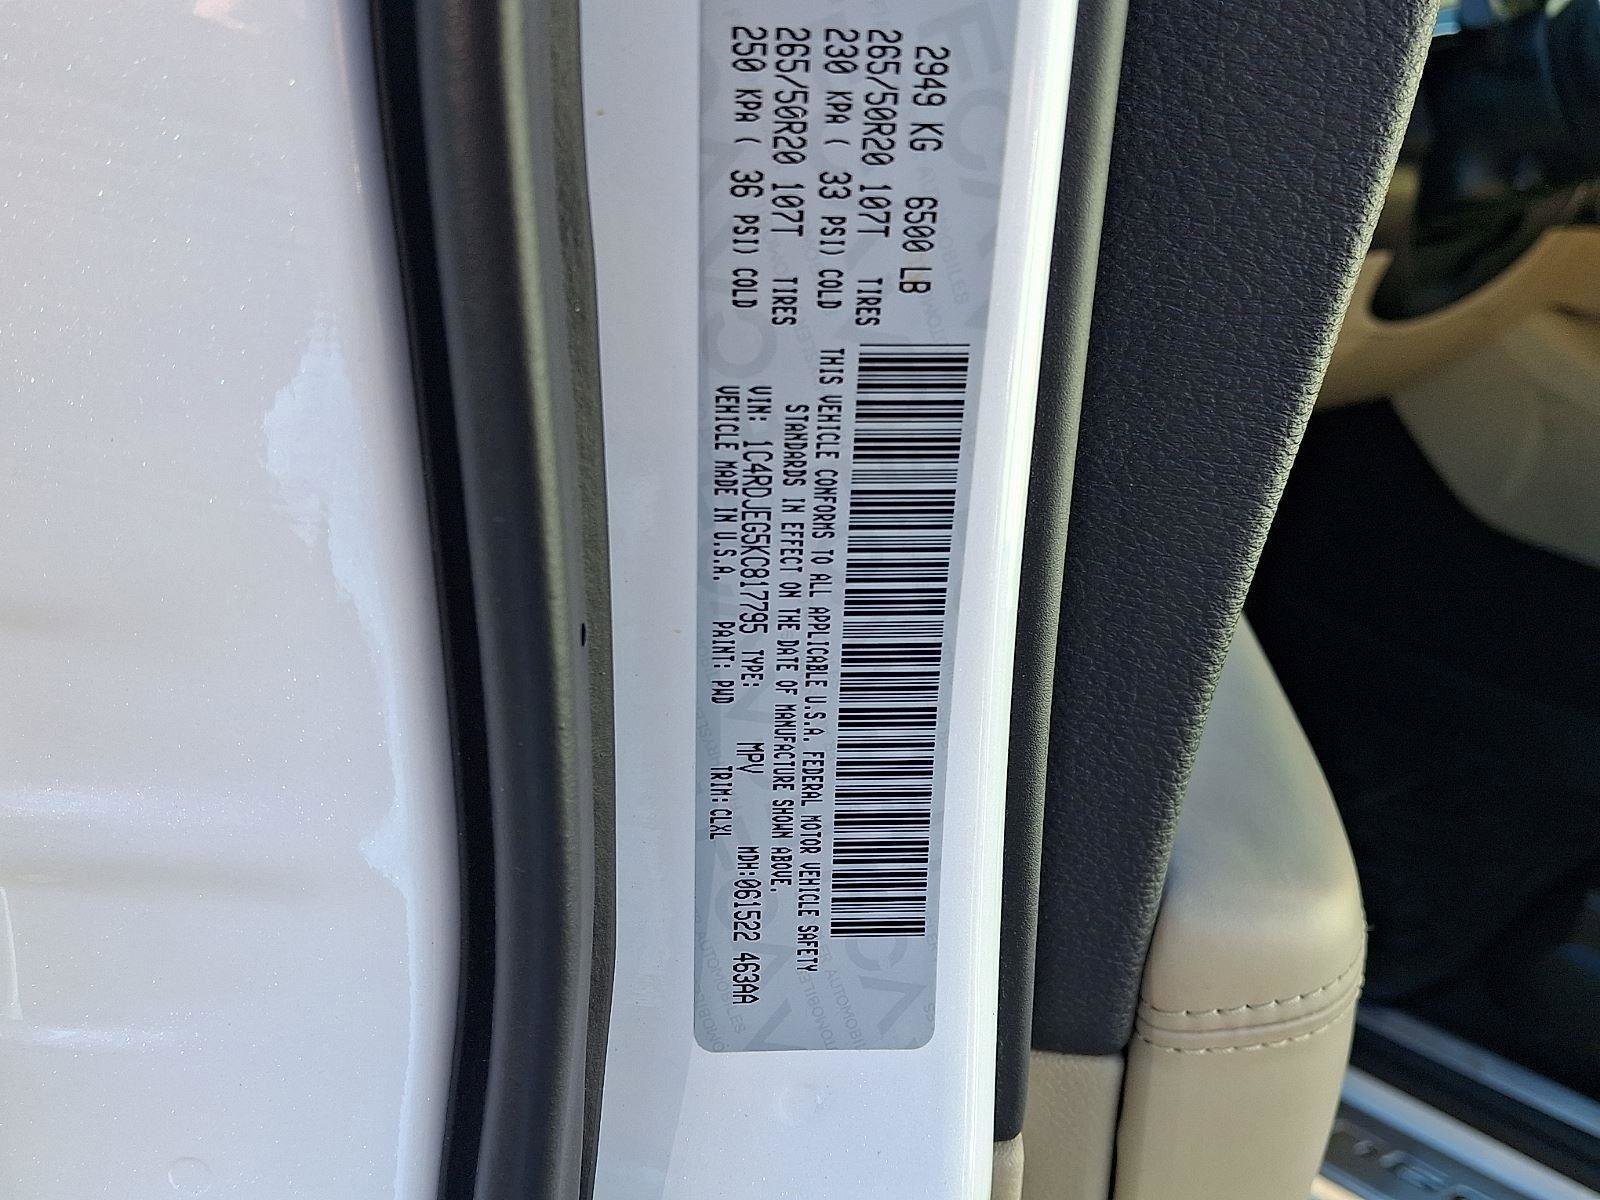 2949 KG 6500 LB
265/50R20 107T TIRES
230 KPA ( 33 PSI) COLD
265/50R20 107T TIRES
250 KPA ( 36 PSI) COLD
THIS VEHICLE CONFORMS TO ALL APPLICABLE U.S.A. FEDERAL MOTOR VEHICLE SAFETY
STANDARDS IN EFFECT ON THE DATE OF MANUFACTURE SHOWN ABOVE.
VIN: 1C4RDJEG5KC817795 TYPE: MPV MDH:061522 463AA
VEHICLE MADE IN U.S.A. PAINT: PWD TRIM:CLXL